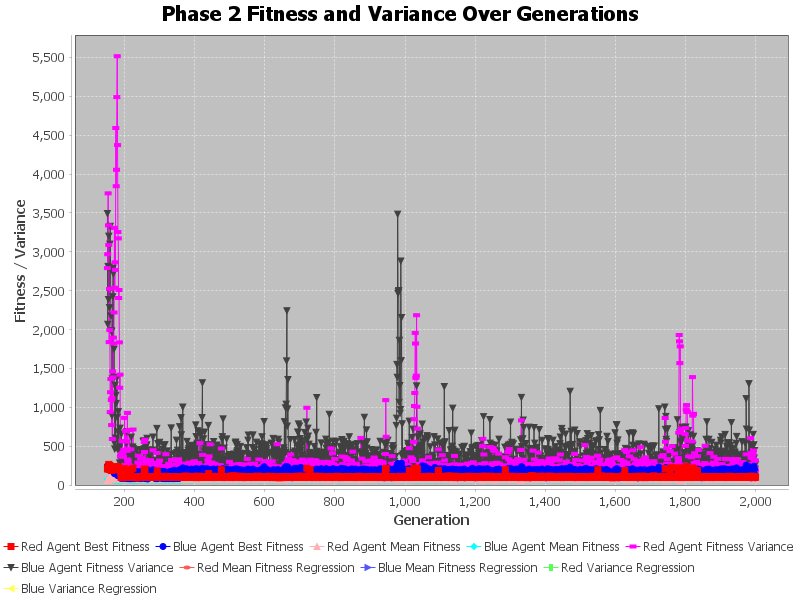 Phase 2 Fitness and Variance Over Generations
5,500
5,000
4,500
4,000
3,500
3,000
2,500
2,000
1,500
1,000
500
0
Fitness / Variance
200 400 600 800 1,000 1,200 1,400 1,600 1,800 2,000
Generation
Red Agent Best Fitness Blue Agent Best Fitness Red Agent Mean Fitness Blue Agent Mean Fitness Red Agent Fitness Variance
Blue Agent Fitness Variance Red Mean Fitness Regression Blue Mean Fitness Regression Red Variance Regression
Blue Variance Regression